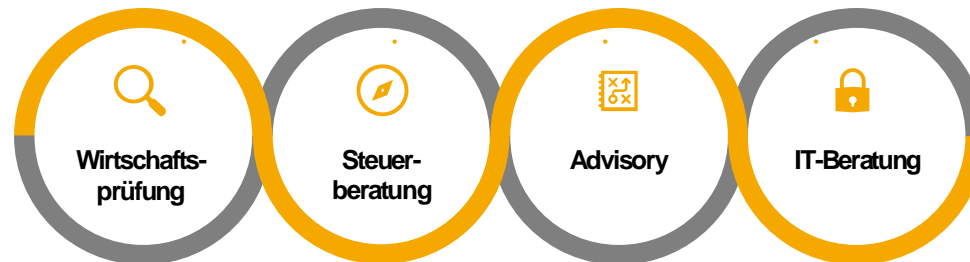 Wirtschafts-
prüfung
Steuer-
beratung
Advisory
IT-Beratung